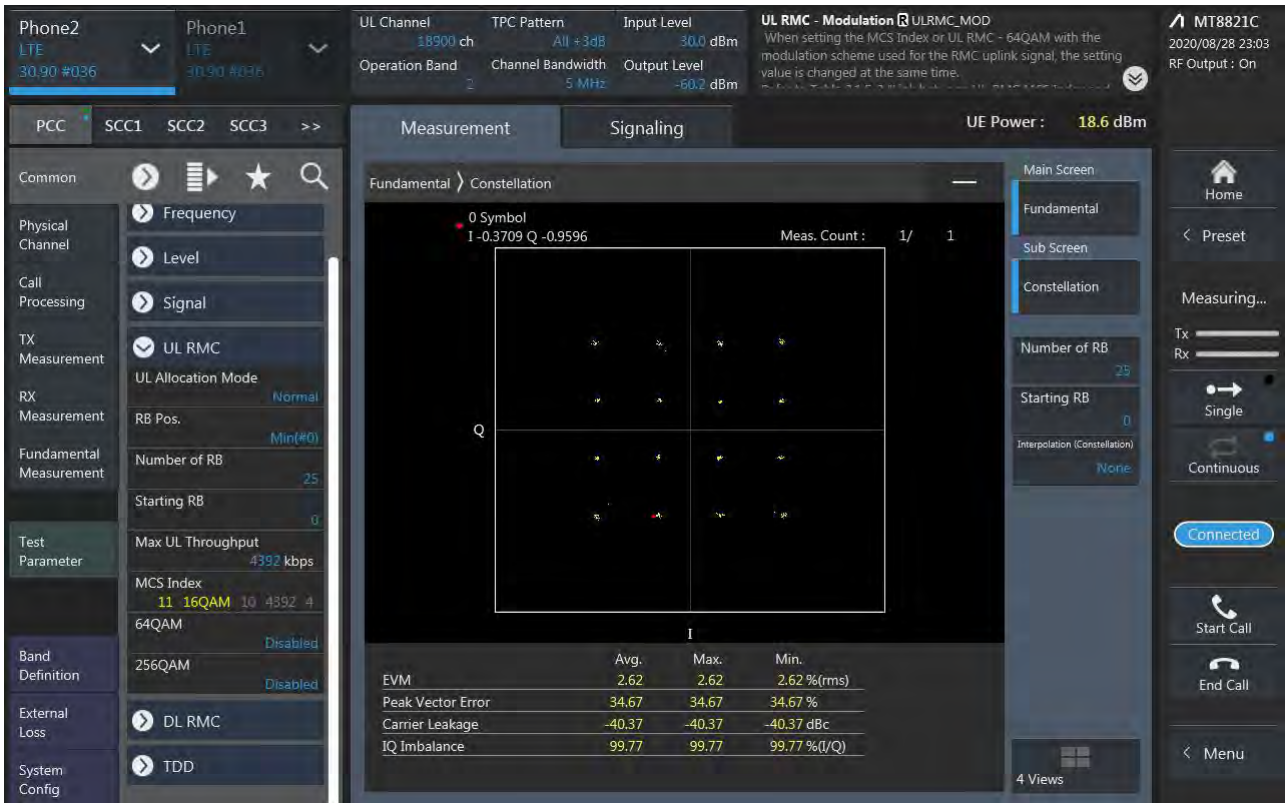 Phone2
LTE
30.90 #036
Phone1
LTE
30.90 #036
UL Channel
18900 ch
Operation Band
2
TPC Pattern
All +3dB
Channel Bandwidth
5 MHz
Input Level
30.0 dBm
Output Level
-60.2 dBm
UL RMC - Modulation R ULRMC_MOD
When setting the MCS Index or UL RMC - 64QAM with the
modulation scheme used for the RMC uplink signal, the setting
value is changed at the same time.
MT8821C
2020/08/28 23:03
RF Output : On
PCC SCC1 SCC2 SCC3 >>
Measurement
Signaling
UE Power : 18.6 dBm
Common
Physical
Channel
Call
Processing
TX
Measurement
RX
Measurement
Fundamental
Measurement
Test
Parameter
Band
Definition
External
Loss
System
Config
Frequency
Level
Signal
UL RMC
UL Allocation Mode
Normal
RB Pos.
Min(#0)
Number of RB
25
Starting RB
0
Max UL Throughput
4392 kbps
MCS Index
11 16QAM 10 4392 4
64QAM
Disabled
256QAM
Disabled
DL RMC
TDD
Fundamental > Constellation
0 Symbol
I -0.3709 Q -0.9596
Meas. Count : 1/ 1
Q
I
Avg. Max. Min.
EVM 2.62 2.62 2.62 %(rms)
Peak Vector Error 34.67 34.67 34.67 %
Carrier Leakage -40.37 -40.37 -40.37 dBc
IQ Imbalance 99.77 99.77 99.77 %(I/Q)
Main Screen
Fundamental
Sub Screen
Constellation
Number of RB
25
Starting RB
0
Interpolation (Constellation)
None
4 Views
Home
< Preset
Measuring...
Tx
Rx
Single
Continuous
Connected
Start Call
End Call
< Menu